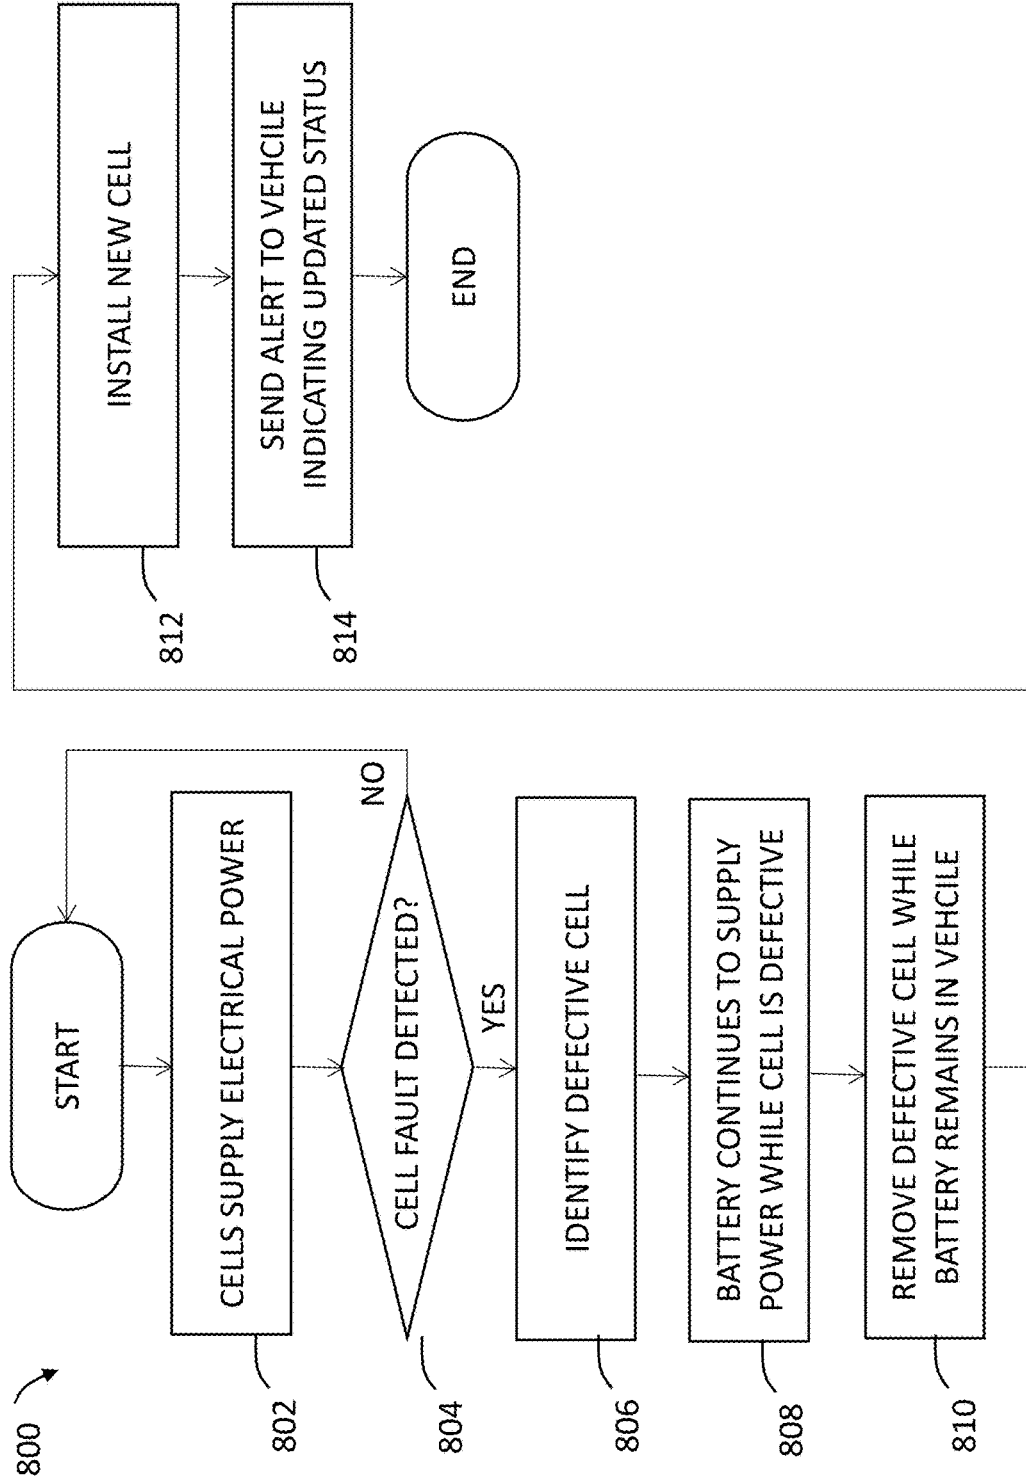 800
START
CELLS SUPPLY ELECTRICAL POWER
802
CELL FAULT DETECTED?
804
NO
YES
IDENTIFY DEFECTIVE CELL
806
BATTERY CONTINUES TO SUPPLY
POWER WHILE CELL IS DEFECTIVE
808
REMOVE DEFECTIVE CELL WHILE
BATTERY REMAINS IN VEHCILE
810
INSTALL NEW CELL
812
SEND ALERT TO VEHCILE
INDICATING UPDATED STATUS
814
END